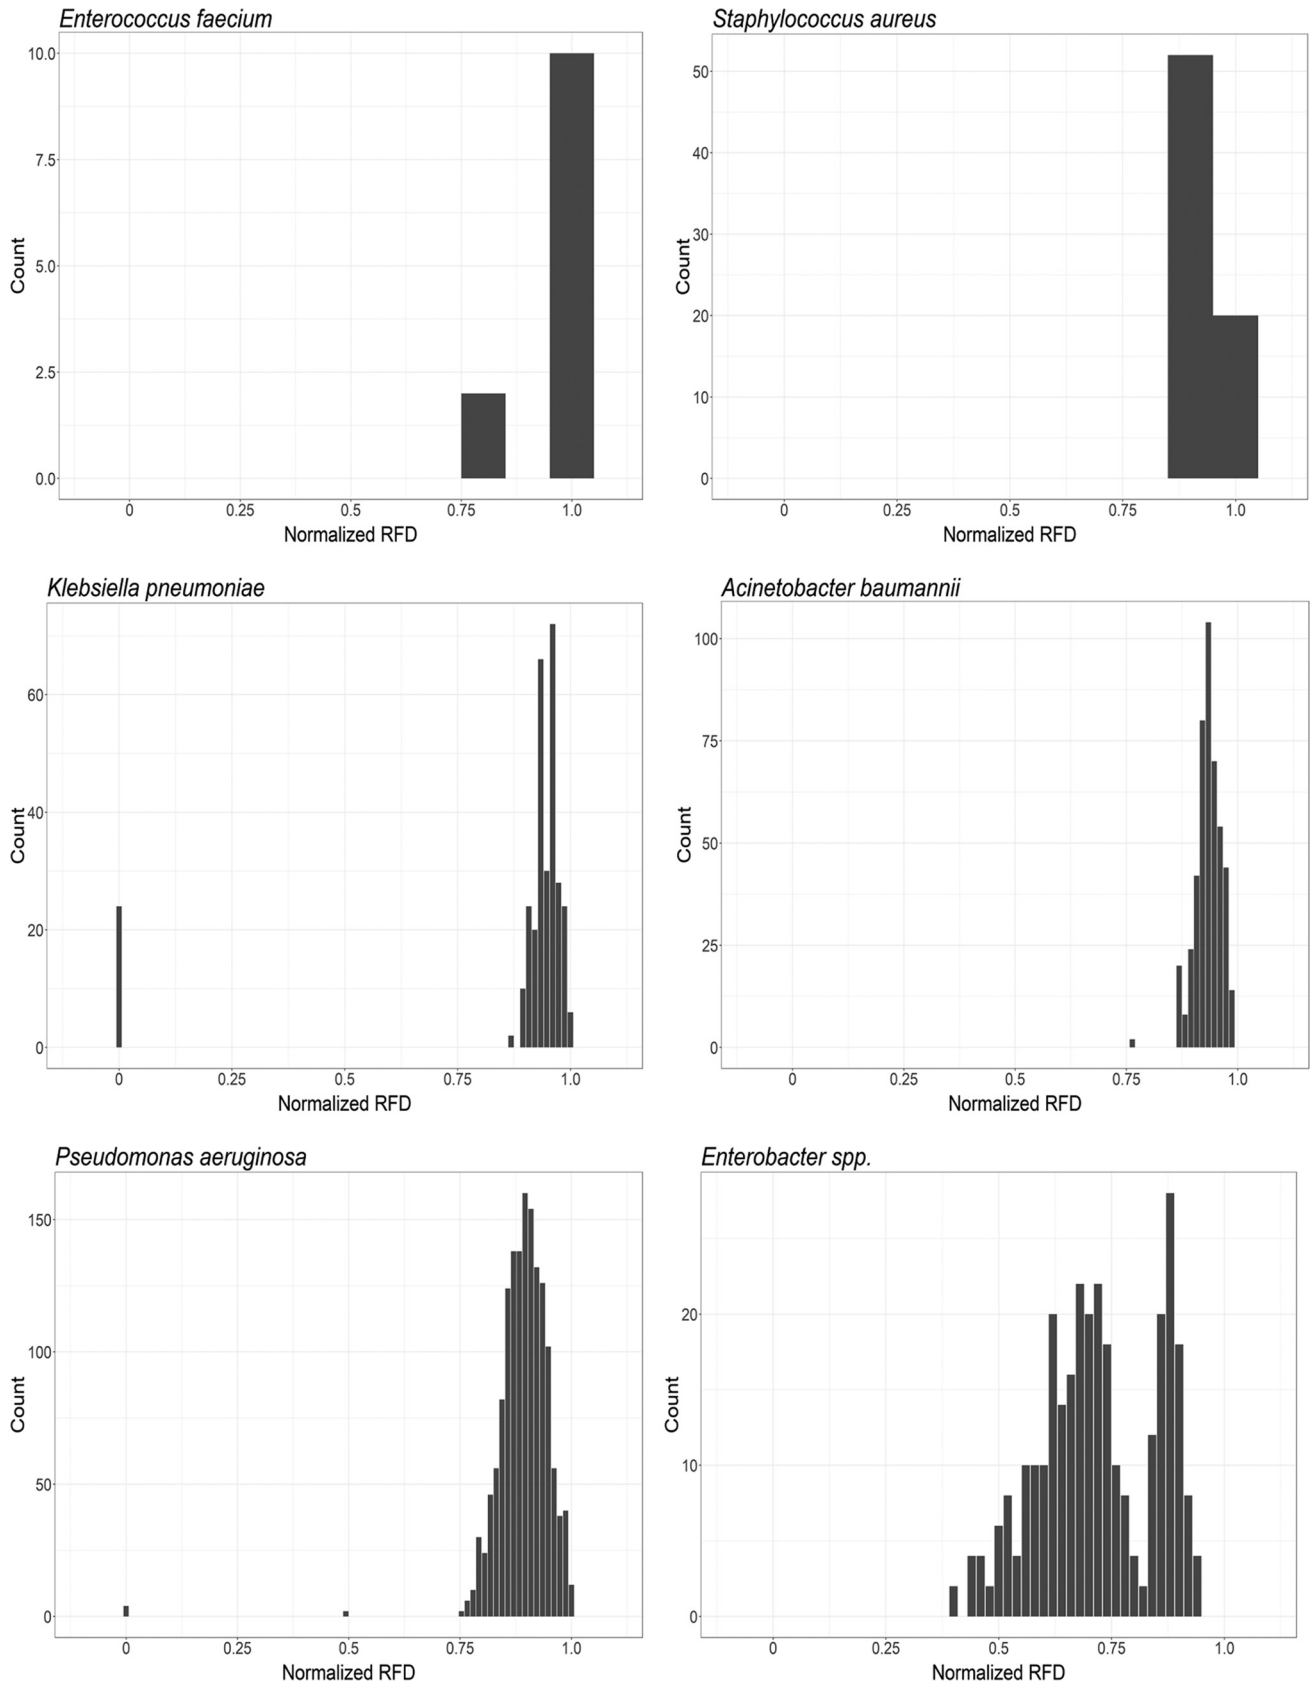 Enterococcus faecium
Count
10.0
7.5
5.0
2.5
0.0
0 0.25 0.5 0.75 1.0
Normalized RFD
Staphylococcus aureus
Count
50
40
30
20
10
0
0 0.25 0.5 0.75 1.0
Normalized RFD
Klebsiella pneumoniae
Count
60
40
20
0
0 0.25 0.5 0.75 1.0
Normalized RFD
Acinetobacter baumannii
Count
100
75
50
25
0
0 0.25 0.5 0.75 1.0
Normalized RFD
Pseudomonas aeruginosa
Count
150
100
50
0
0 0.25 0.5 0.75 1.0
Normalized RFD
Enterobacter spp.
Count
20
10
0
0 0.25 0.5 0.75 1.0
Normalized RFD